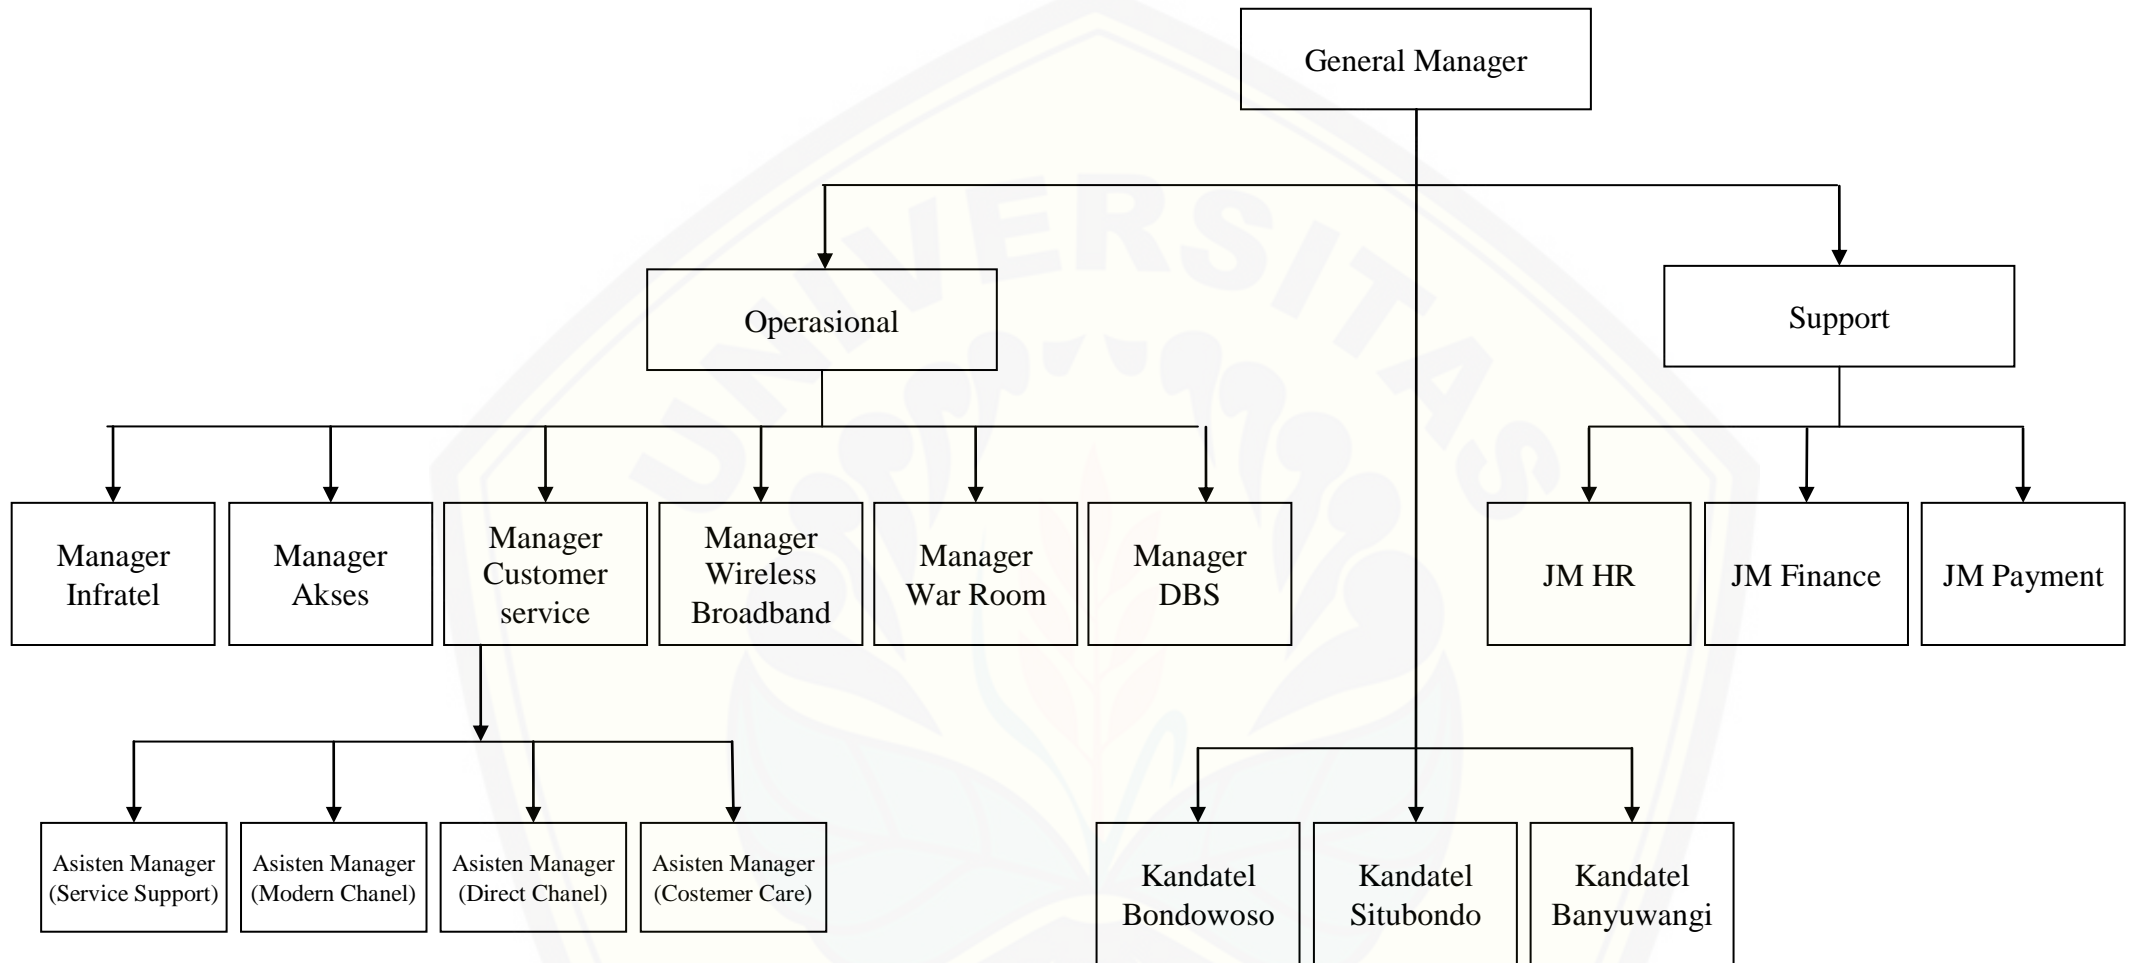 General Manager
UNIVERSITAS
Operasional
Support
Manager
Infratel
Manager
Akses
Manager
Customer
service
Manager
Wireless
Broadband
Manager
War Room
Manager
DBS
JM HR
JM Finance
JM Payment
Asisten Manager
(Service Support)
Asisten Manager
(Modern Chanel)
Asisten Manager
(Direct Chanel)
Asisten Manager
(Costemer Care)
Kandatel
Bondowoso
Kandatel
Situbondo
Kandatel
Banyuwangi